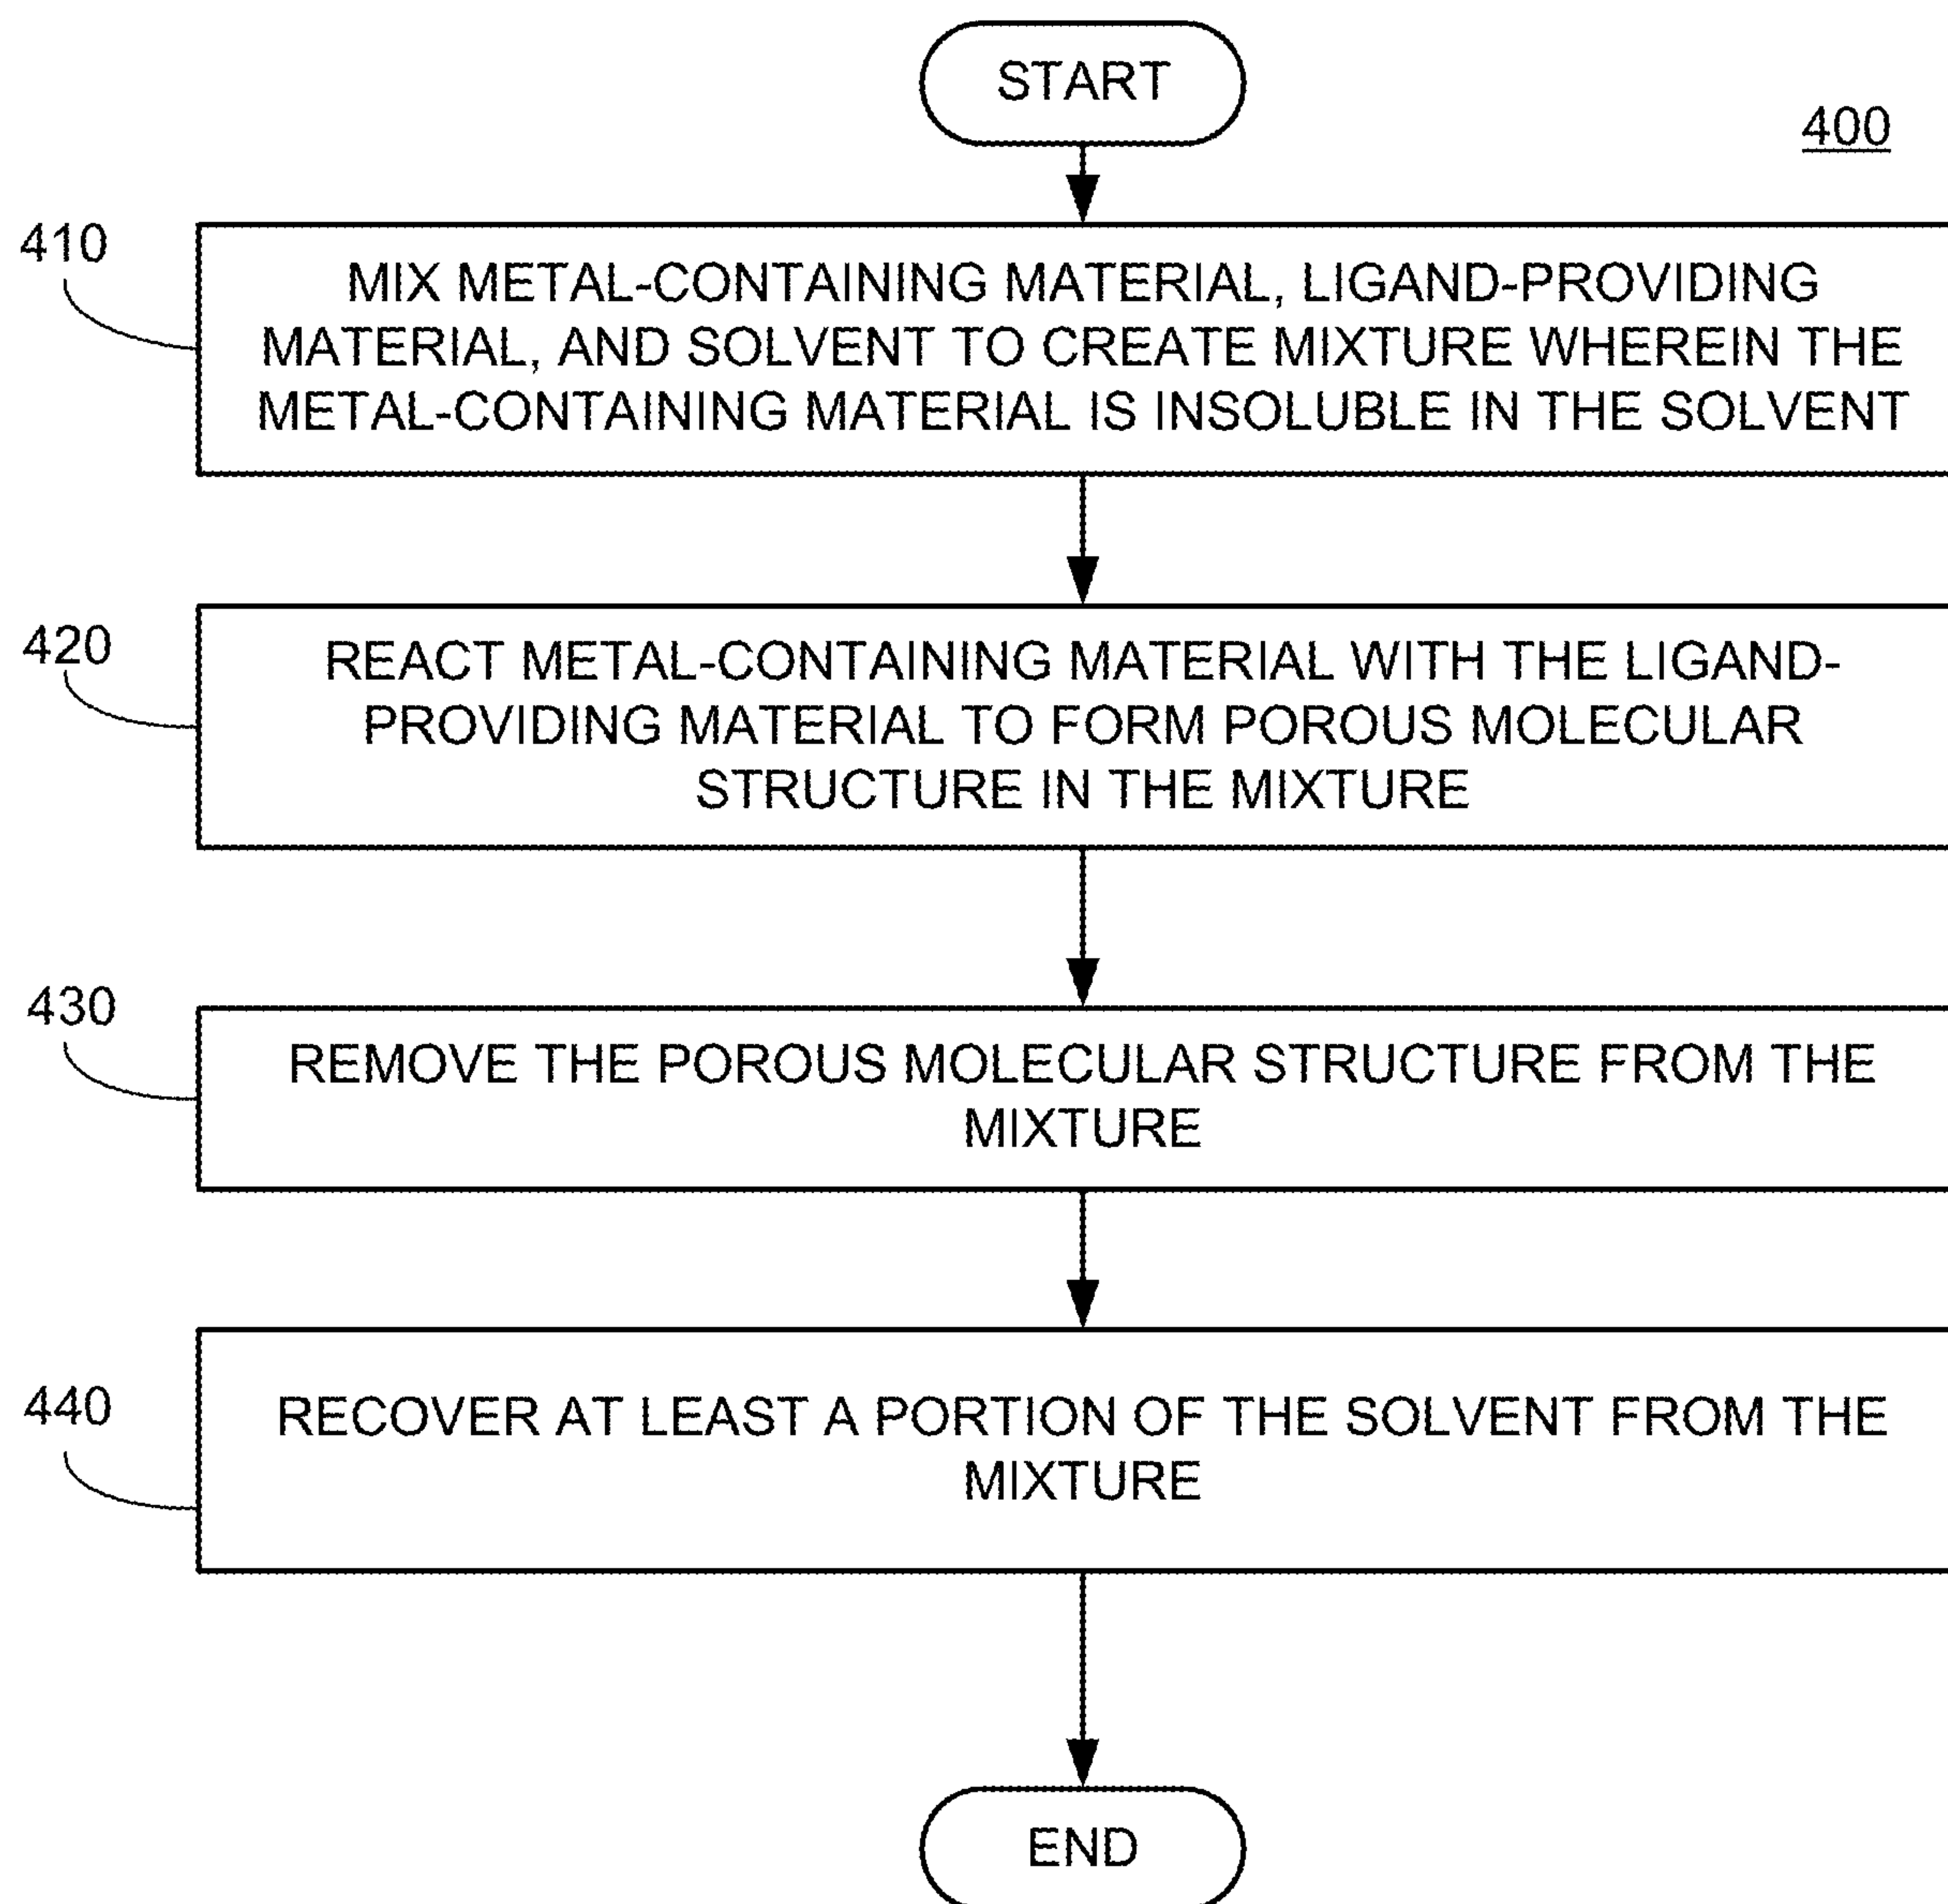 START
400
410
MIX METAL-CONTAINING MATERIAL, LIGAND-PROVIDING
MATERIAL, AND SOLVENT TO CREATE MIXTURE WHEREIN THE
METAL-CONTAINING MATERIAL IS INSOLUBLE IN THE SOLVENT
420
REACT METAL-CONTAINING MATERIAL WITH THE LIGAND-
PROVIDING MATERIAL TO FORM POROUS MOLECULAR
STRUCTURE IN THE MIXTURE
430
REMOVE THE POROUS MOLECULAR STRUCTURE FROM THE
MIXTURE
440
RECOVER AT LEAST A PORTION OF THE SOLVENT FROM THE
MIXTURE
END